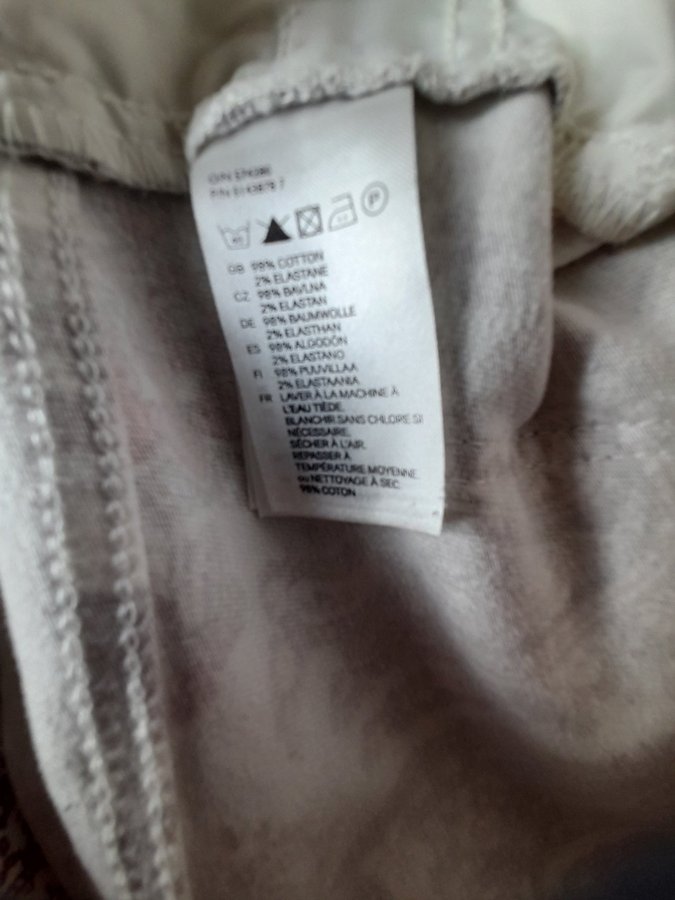 GB 98% COTTON
2% ELASTANE
CZ 98% BAVLNA
2% ELASTAN
DE 98% BAUMWOLLE
2% ELASTHAN
ES 98% ALGODÓN
2% ELASTANO
FI 98% PUUVILLAA
2% ELASTAANIA
FR LAVER À LA MACHINE À
L'EAU TIÈDE.
BLANCHIR SANS CHLORE SI
NÉCESSAIRE.
SÉCHER À L'AIR.
REPASSER À
TEMPÉRATURE MOYENNE.
ou NETTOYAGE À SEC.
98% COTON